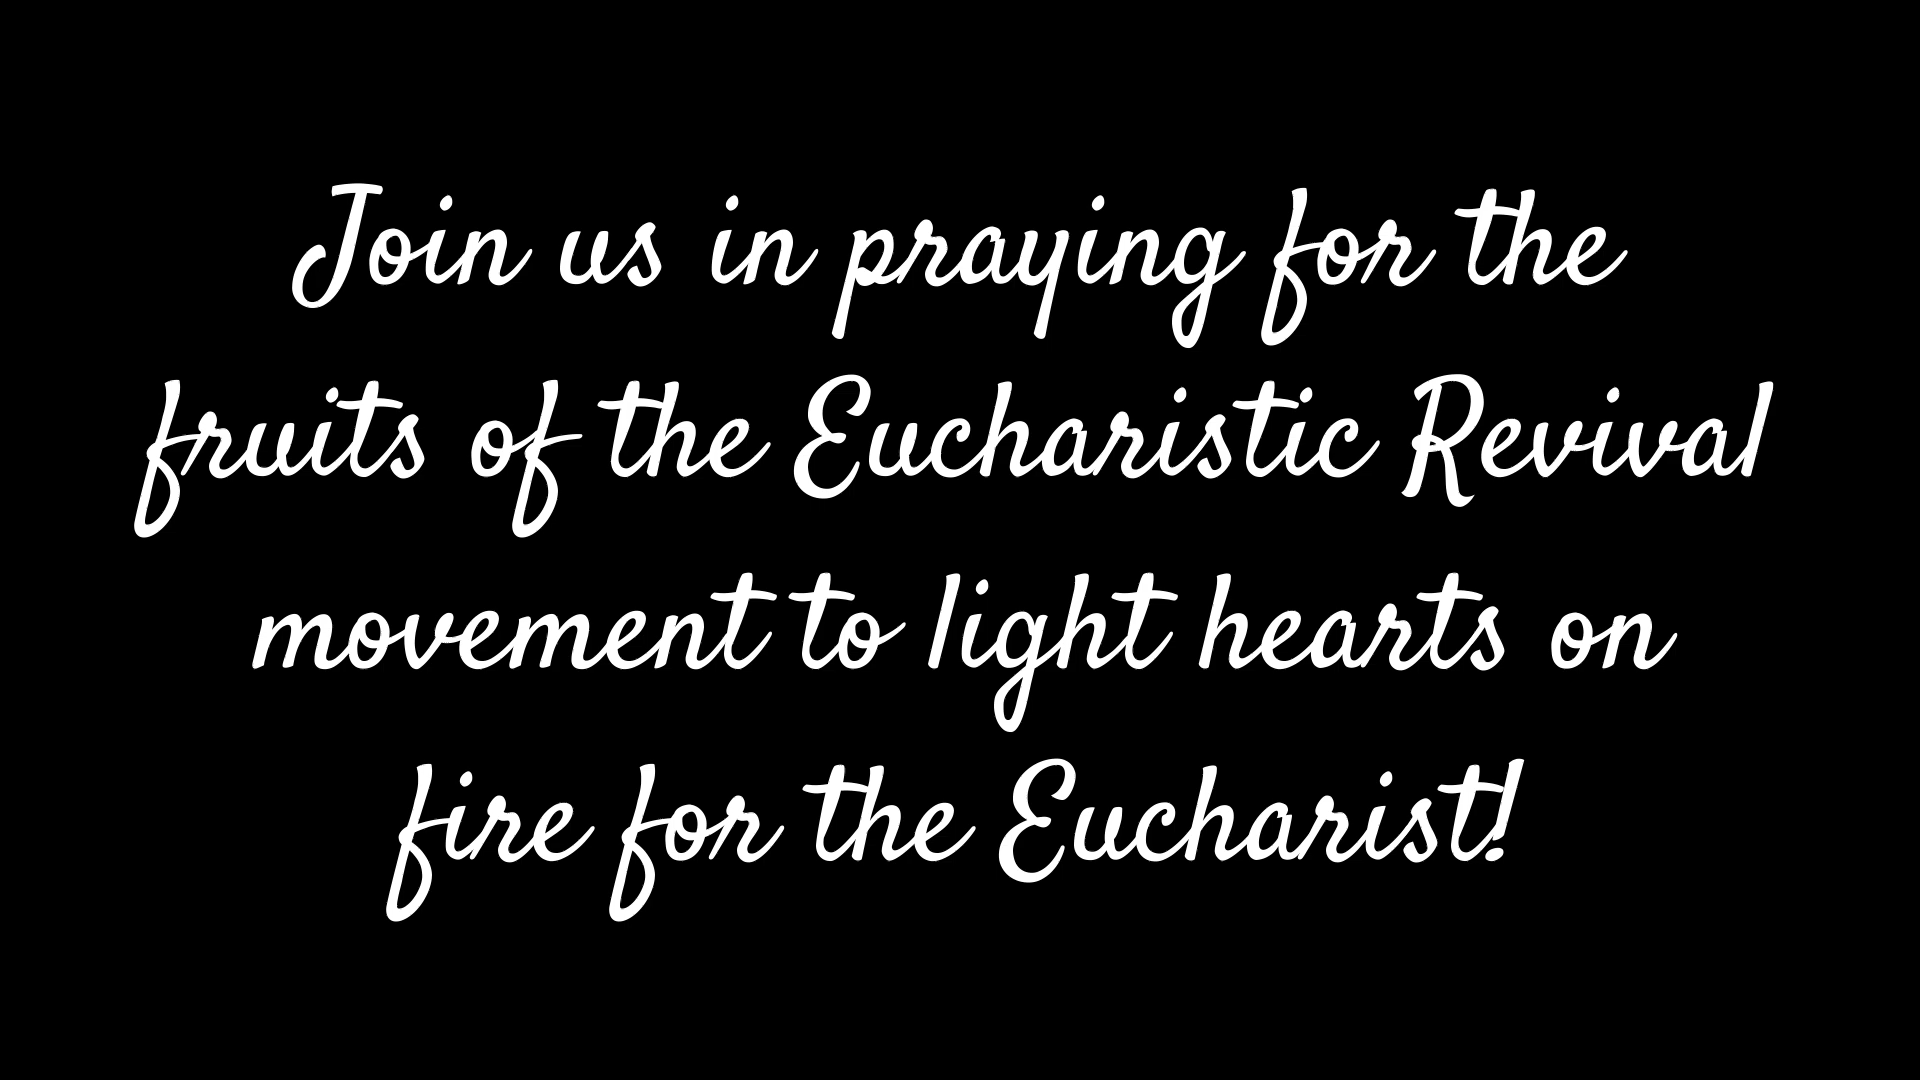 Join us in praying for the
fruits of the Eucharistic Revival
movement to light hearts on
fire for the Eucharist!